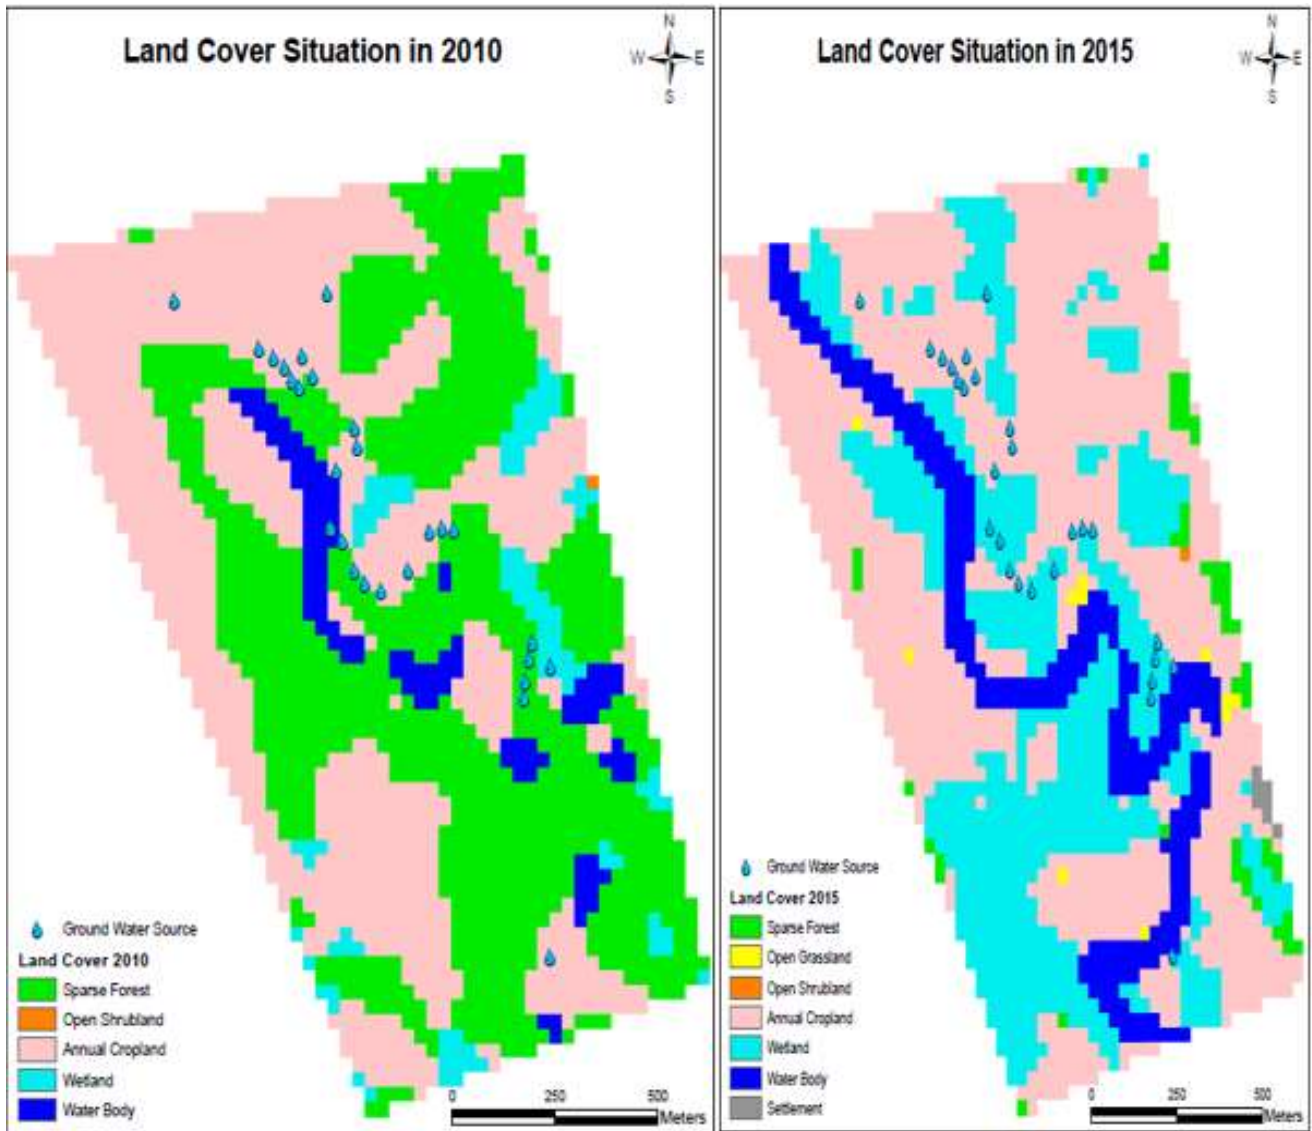 Land Cover Situation in 2010
N
W E
S
Ground Water Source
Land Cover 2010
Sparse Forest
Open Shrubland
Annual Cropland
Wetland
Water Body
0 250 500
Meters
Land Cover Situation in 2015
N
W E
S
Ground Water Source
Land Cover 2015
Sparse Forest
Open Grassland
Open Shrubland
Annual Cropland
Wetland
Water Body
Settlement
0 250 500
Meters